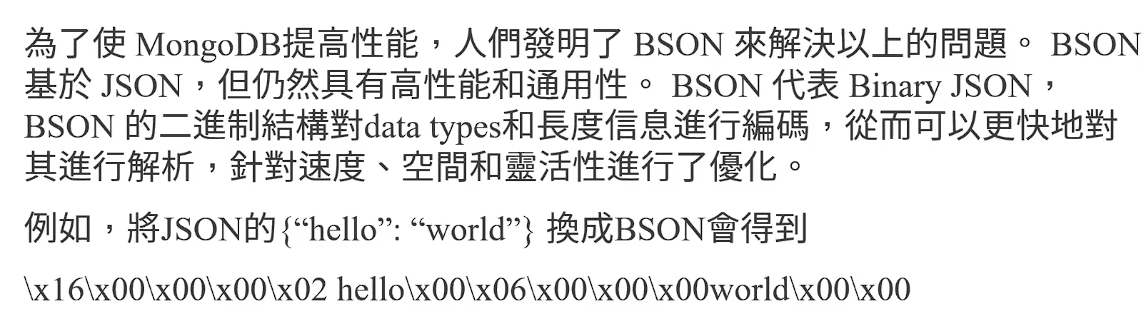 為了使 MongoDB提高性能，人們發明了 BSON 來解決以上的問題。 BSON
基於 JSON，但仍然具有高性能和通用性。 BSON 代表 Binary JSON，
BSON 的二進制結構對data types和長度信息進行編碼，從而可以更快地對
其進行解析，針對速度、空間和靈活性進行了優化。
例如，將JSON的{“hello”: “world”} 換成BSON會得到
\x16\x00\x00\x00\x02 hello\x00\x06\x00\x00\x00world\x00\x00